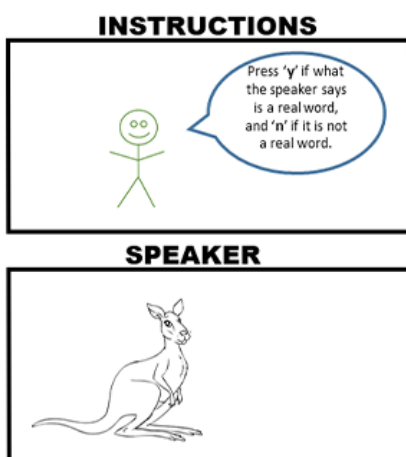 INSTRUCTIONS
Press ‘y’ if what
the speaker says
is a real word,
and ‘n’ if it is not
a real word.
SPEAKER